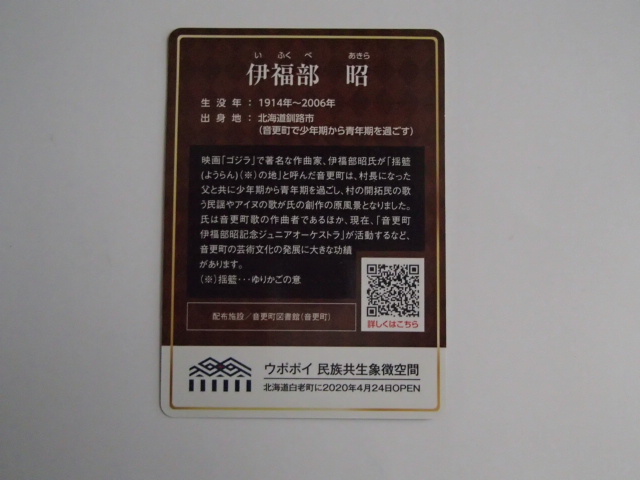 い ふく べ あきら
伊福部 昭
生没年：1914年～2006年
出身地：北海道釧路市
(音更町で少年期から青年期を過ごす)
映画「ゴジラ」で著名な作曲家、伊福部昭氏が「揺籃
(ようらん)(※)の地」と呼んだ音更町は、村長になった
父と共に少年期から青年期を過ごし、村の開拓民の歌
う民謡やアイヌの歌が氏の創作の原風景となりました。
氏は音更町歌の作曲者であるほか、現在、「音更町
伊福部昭記念ジュニアオーケストラ」が活動するなど、
音更町の芸術文化の発展に大きな功績
があります。
(※)揺籃･･･ゆりかごの意
配布施設／音更町図書館(音更町)
詳しくはこちら
ウポポイ 民族共生象徴空間
北海道白老町に2020年4月24日OPEN